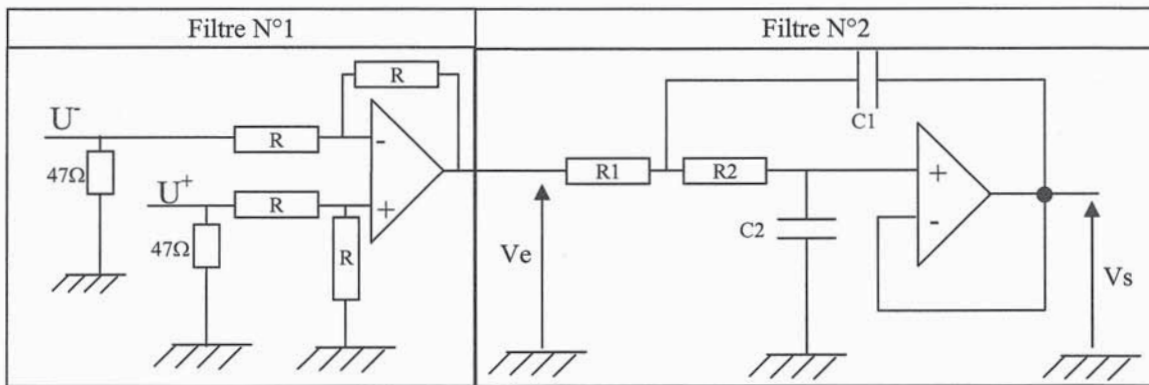 Filtre N°1
Filtre N°2
R
C1
U⁻
R
-
R1
R2
+
47Ω
U⁺
R
+
-
47Ω
R
C2
Ve
Vs